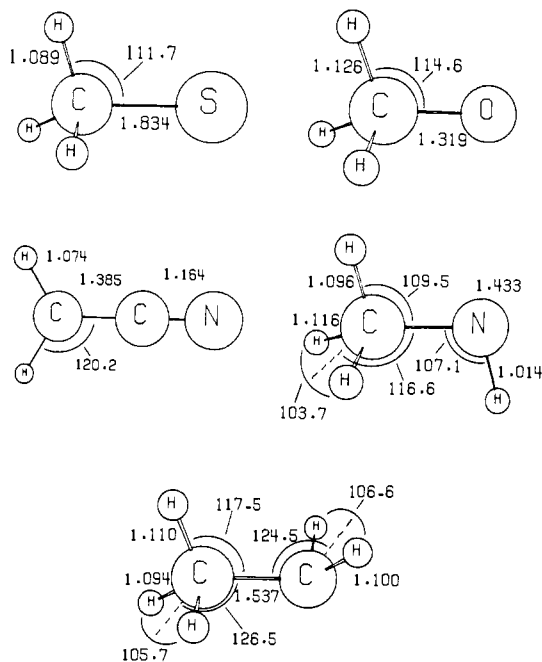 H H
1.089 111.7 1.126 114.6
C S C O
H 1.834 H 1.319
H H
H 1.074 H
1.385 1.164 1.096 109.5 1.433
C C N 1.116 C N
H H
H 120.2 103.7 116.6 107.1 1.014
H
H 117.5 106.6
1.110 124.5 H
H
1.094 C C 1.100
H 1.537
H
105.7 126.5